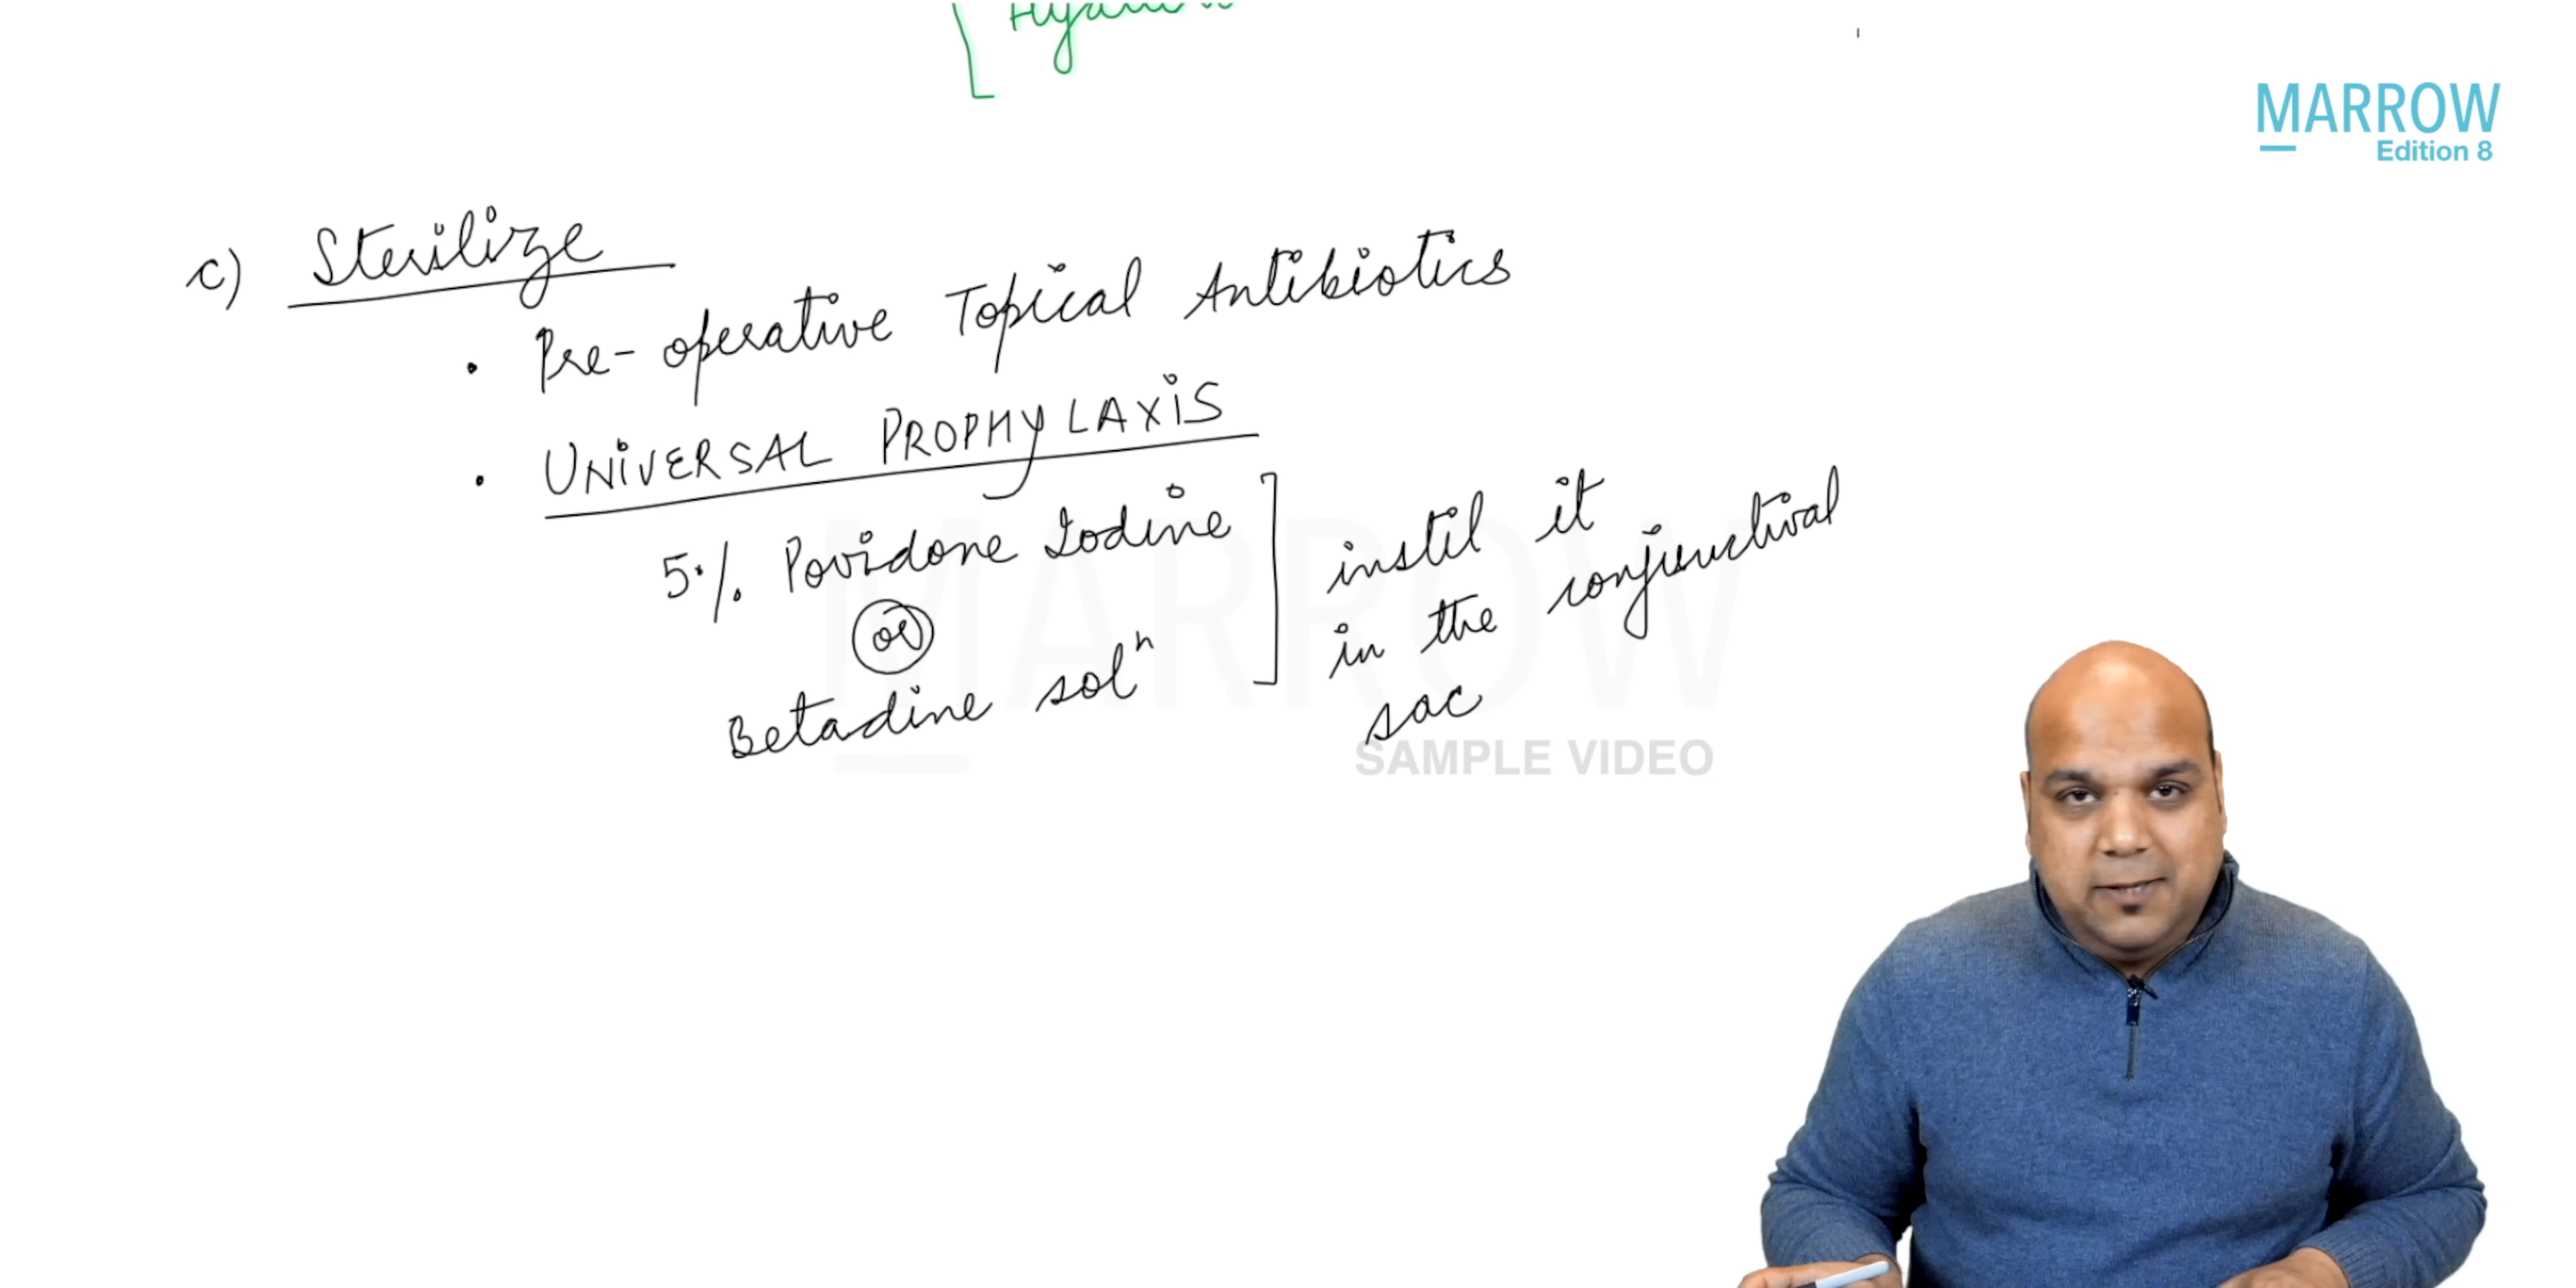 MARROW
Edition 8
c) Sterilize
• Pre-operative Topical Antibiotics
• UNIVERSAL PROPHYLAXIS
5% Povidone Iodine
or
Betadine solⁿ
instil it
in the conjunctival
sac
MARROW
SAMPLE VIDEO